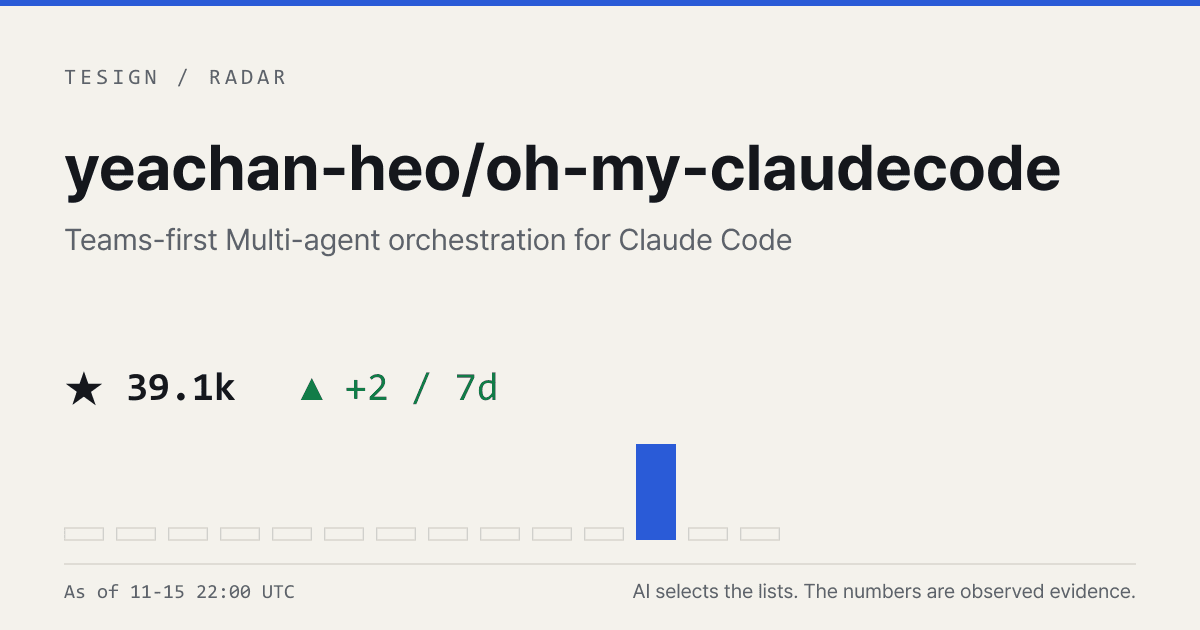 TESIGN / RADAR
yeachan-heo/oh-my-claudecode
Teams-first Multi-agent orchestration for Claude Code
★ 39.1k ▲ +2 / 7d
As of 11-15 22:00 UTC
AI selects the lists. The numbers are observed evidence.